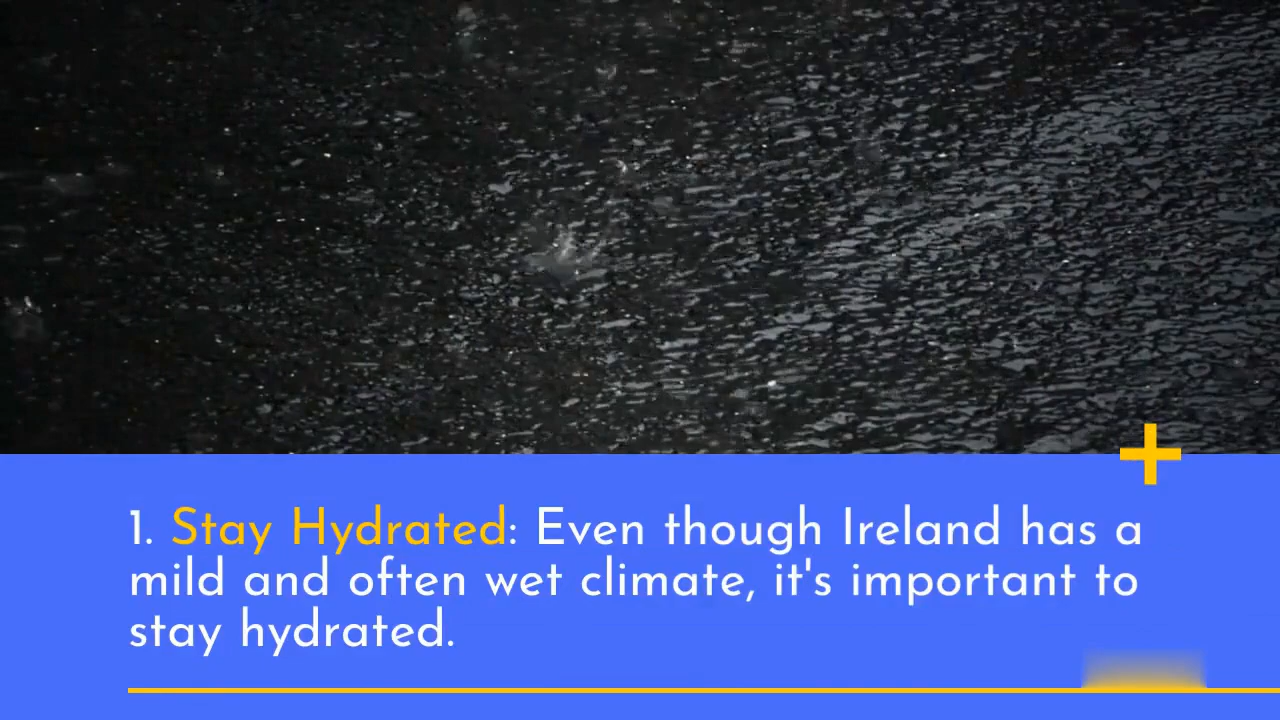 1. Stay Hydrated: Even though Ireland has a
mild and often wet climate, it's important to
stay hydrated.